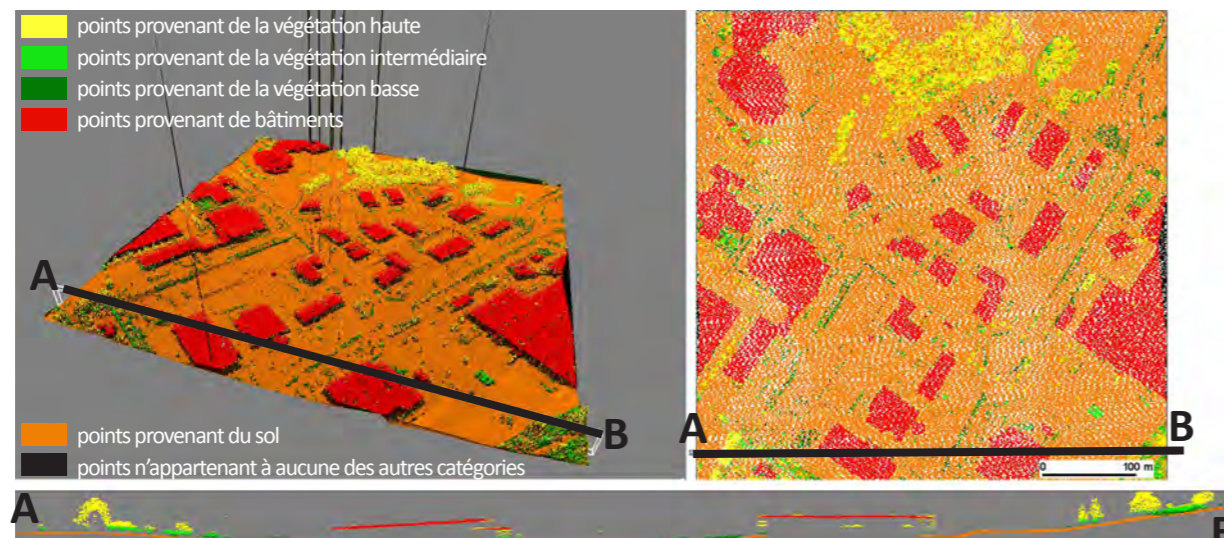 points provenant de la végétation haute
points provenant de la végétation intermédiaire
points provenant de la végétation basse
points provenant de bâtiments
A
B
points provenant du sol
points n'appartenant à aucune des autres catégories
A
B
0 100 m
A
B